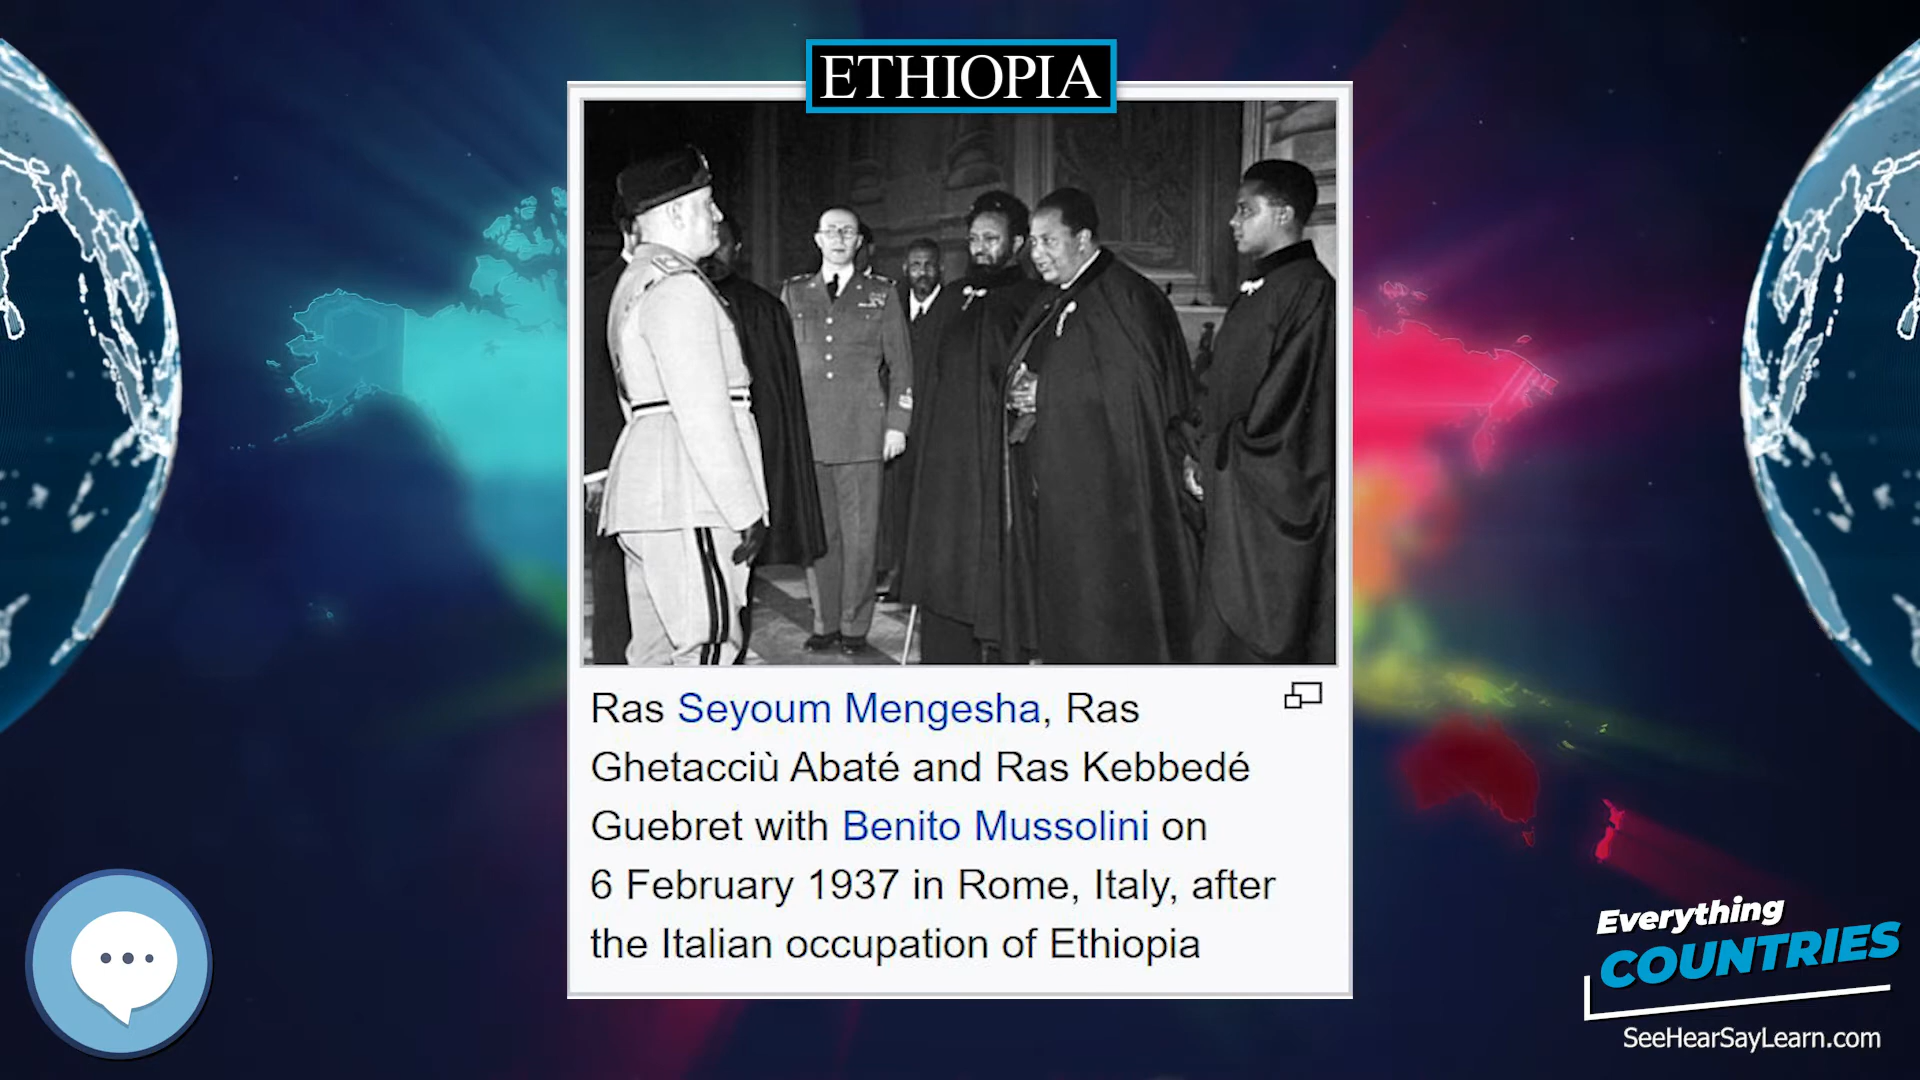 ETHIOPIA
Ras Seyoum Mengesha, Ras
Ghetacciù Abaté and Ras Kebbedé
Guebret with Benito Mussolini on
6 February 1937 in Rome, Italy, after
the Italian occupation of Ethiopia
Everything
COUNTRIES
SeeHearSayLearn.com